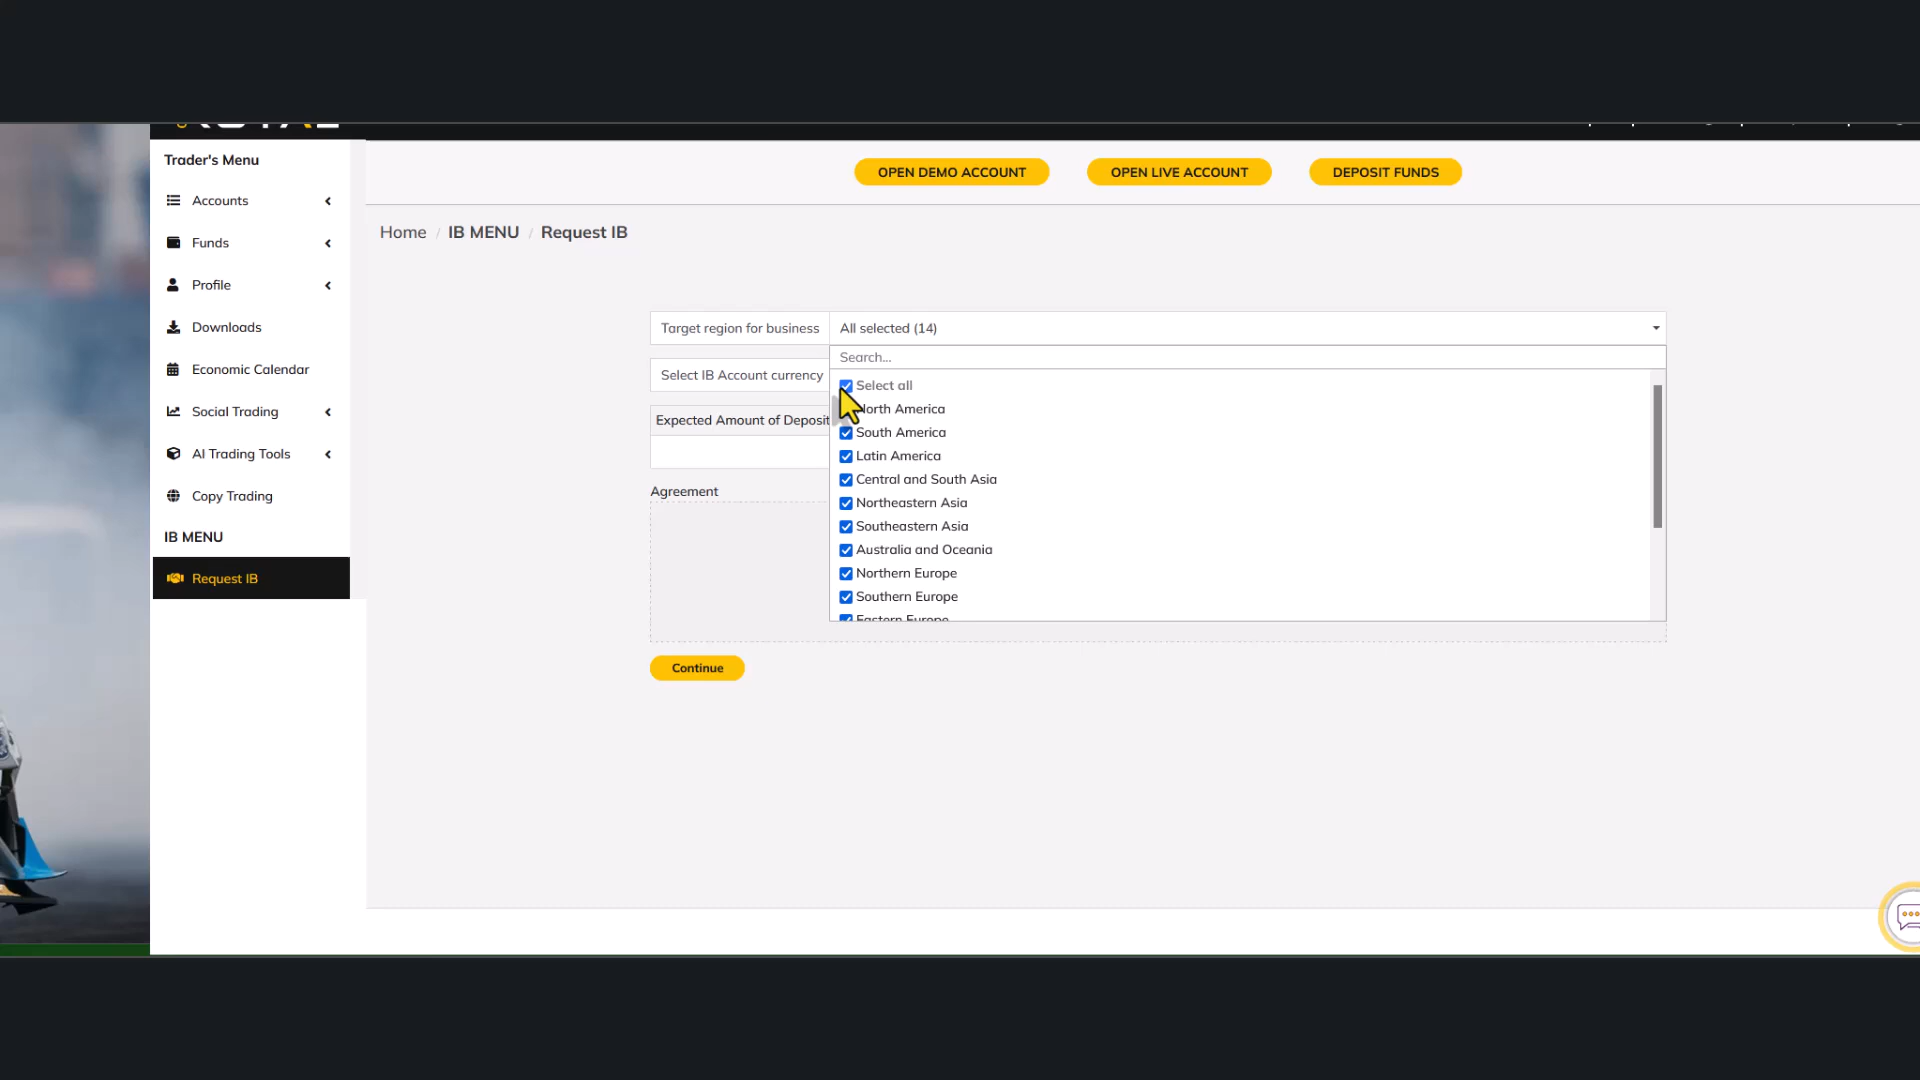 Trader's Menu
Accounts
Funds
Profile
Downloads
Economic Calendar
Social Trading
AI Trading Tools
Copy Trading
IB MENU
Request IB
OPEN DEMO ACCOUNT
OPEN LIVE ACCOUNT
DEPOSIT FUNDS
Home / IB MENU / Request IB
Target region for business
All selected (14)
Search...
Select IB Account currency
Select all
North America
Expected Amount of Deposit
South America
Latin America
Central and South Asia
Agreement
Northeastern Asia
Southeastern Asia
Australia and Oceania
Northern Europe
Southern Europe
Eastern Europe
Continue